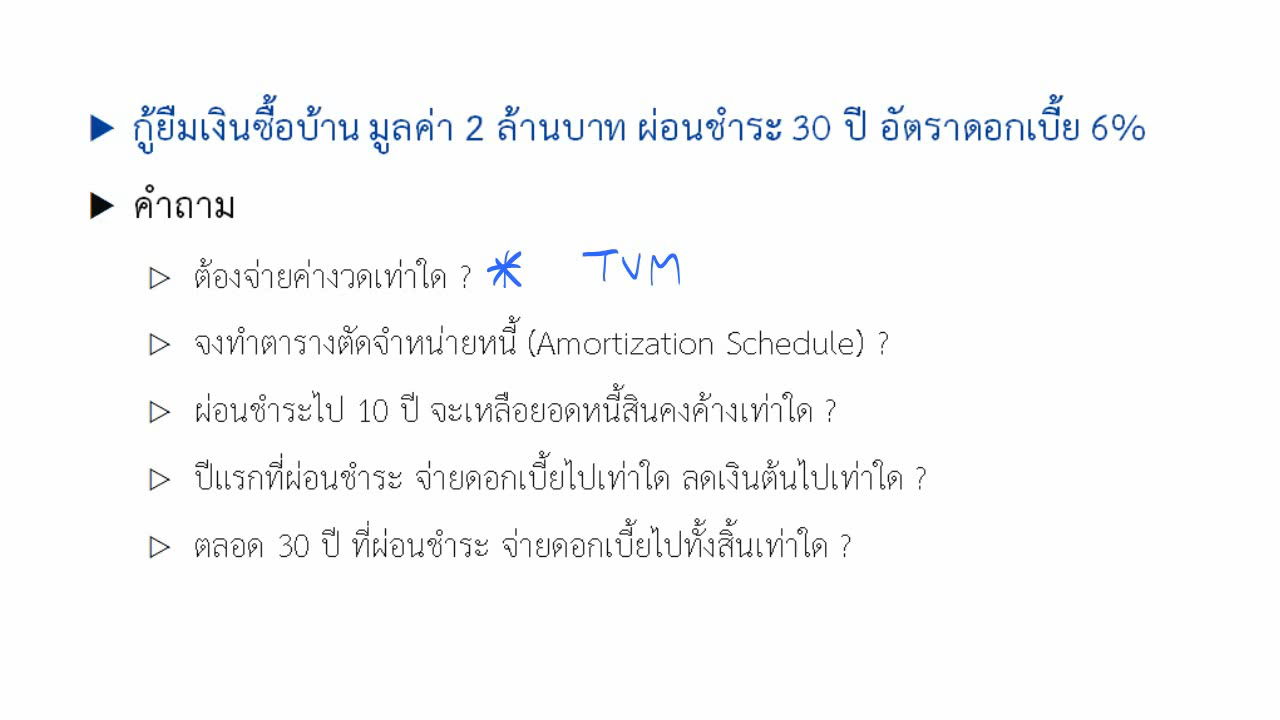 กู้ยืมเงินซื้อบ้าน มูลค่า 2 ล้านบาท ผ่อนชำระ 30 ปี อัตราดอกเบี้ย 6%
คำถาม
ต้องจ่ายค่างวดเท่าใด ? * TVM
จงทำตารางตัดจำหน่ายหนี้ (Amortization Schedule) ?
ผ่อนชำระไป 10 ปี จะเหลือยอดหนี้สินคงค้างเท่าใด ?
ปีแรกที่ผ่อนชำระ จ่ายดอกเบี้ยไปเท่าใด ลดเงินต้นไปเท่าใด ?
ตลอด 30 ปี ที่ผ่อนชำระ จ่ายดอกเบี้ยไปทั้งสิ้นเท่าใด ?